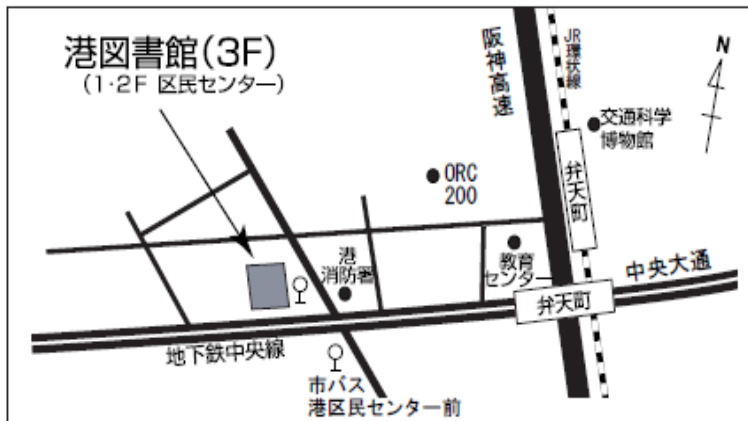 港図書館(3F)
(1・2F 区民センター)
阪神高速
JR環状線
N
交通科学
博物館
ORC
200
弁天町
港
消防署
教育
センター
中央大通
弁天町
地下鉄中央線
市バス
港区民センター前